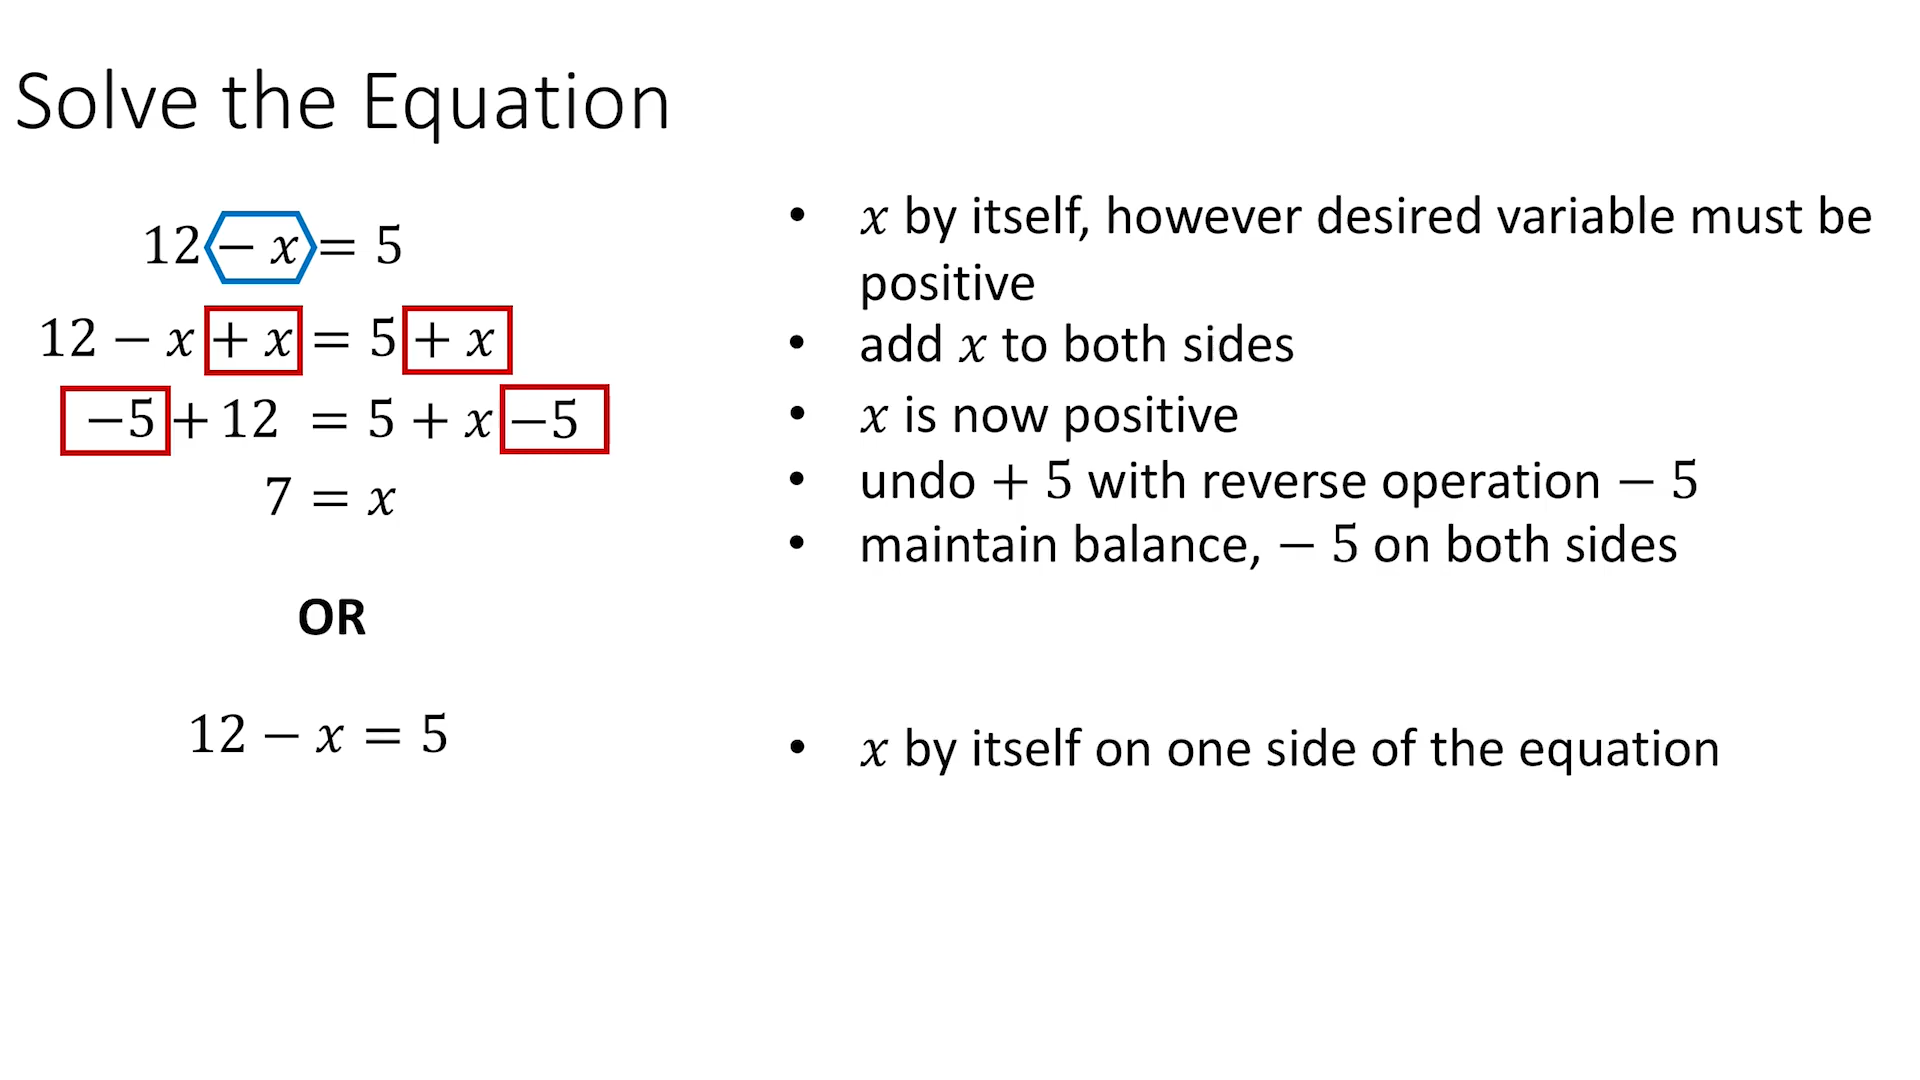 Solve the Equation
12 − x = 5
12 − x + x = 5 + x
−5 + 12 = 5 + x − 5
7 = x
OR
12 − x = 5
• x by itself, however desired variable must be
positive
• add x to both sides
• x is now positive
• undo + 5 with reverse operation − 5
• maintain balance, − 5 on both sides
• x by itself on one side of the equation